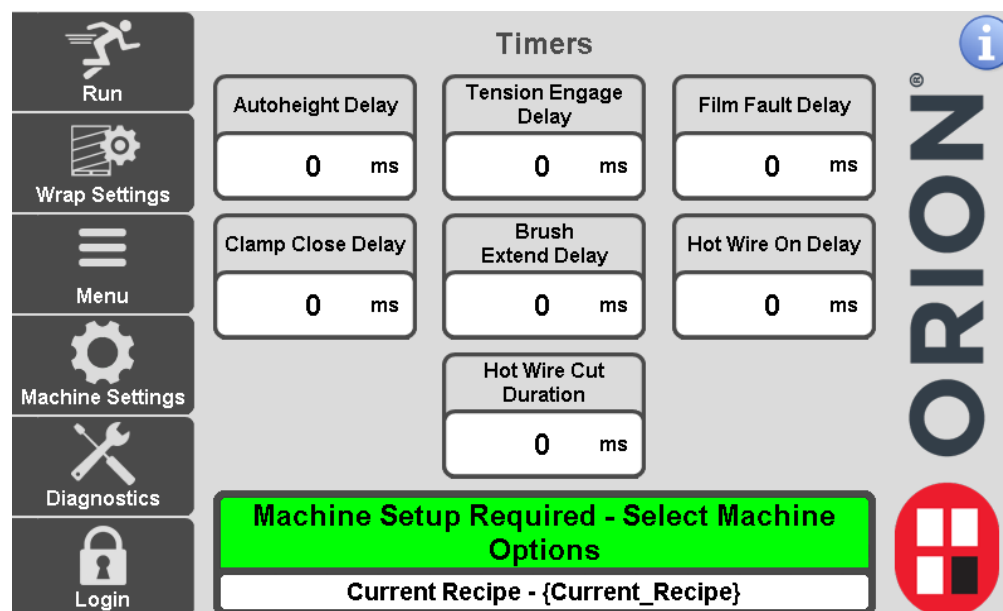 Timers
Run
Wrap Settings
Menu
Machine Settings
Diagnostics
Login
Autoheight Delay
0 ms
Tension Engage
Delay
0 ms
Film Fault Delay
0 ms
Clamp Close Delay
0 ms
Brush
Extend Delay
0 ms
Hot Wire On Delay
0 ms
Hot Wire Cut
Duration
0 ms
Machine Setup Required - Select Machine
Options
Current Recipe - {Current_Recipe}
i
ORION®